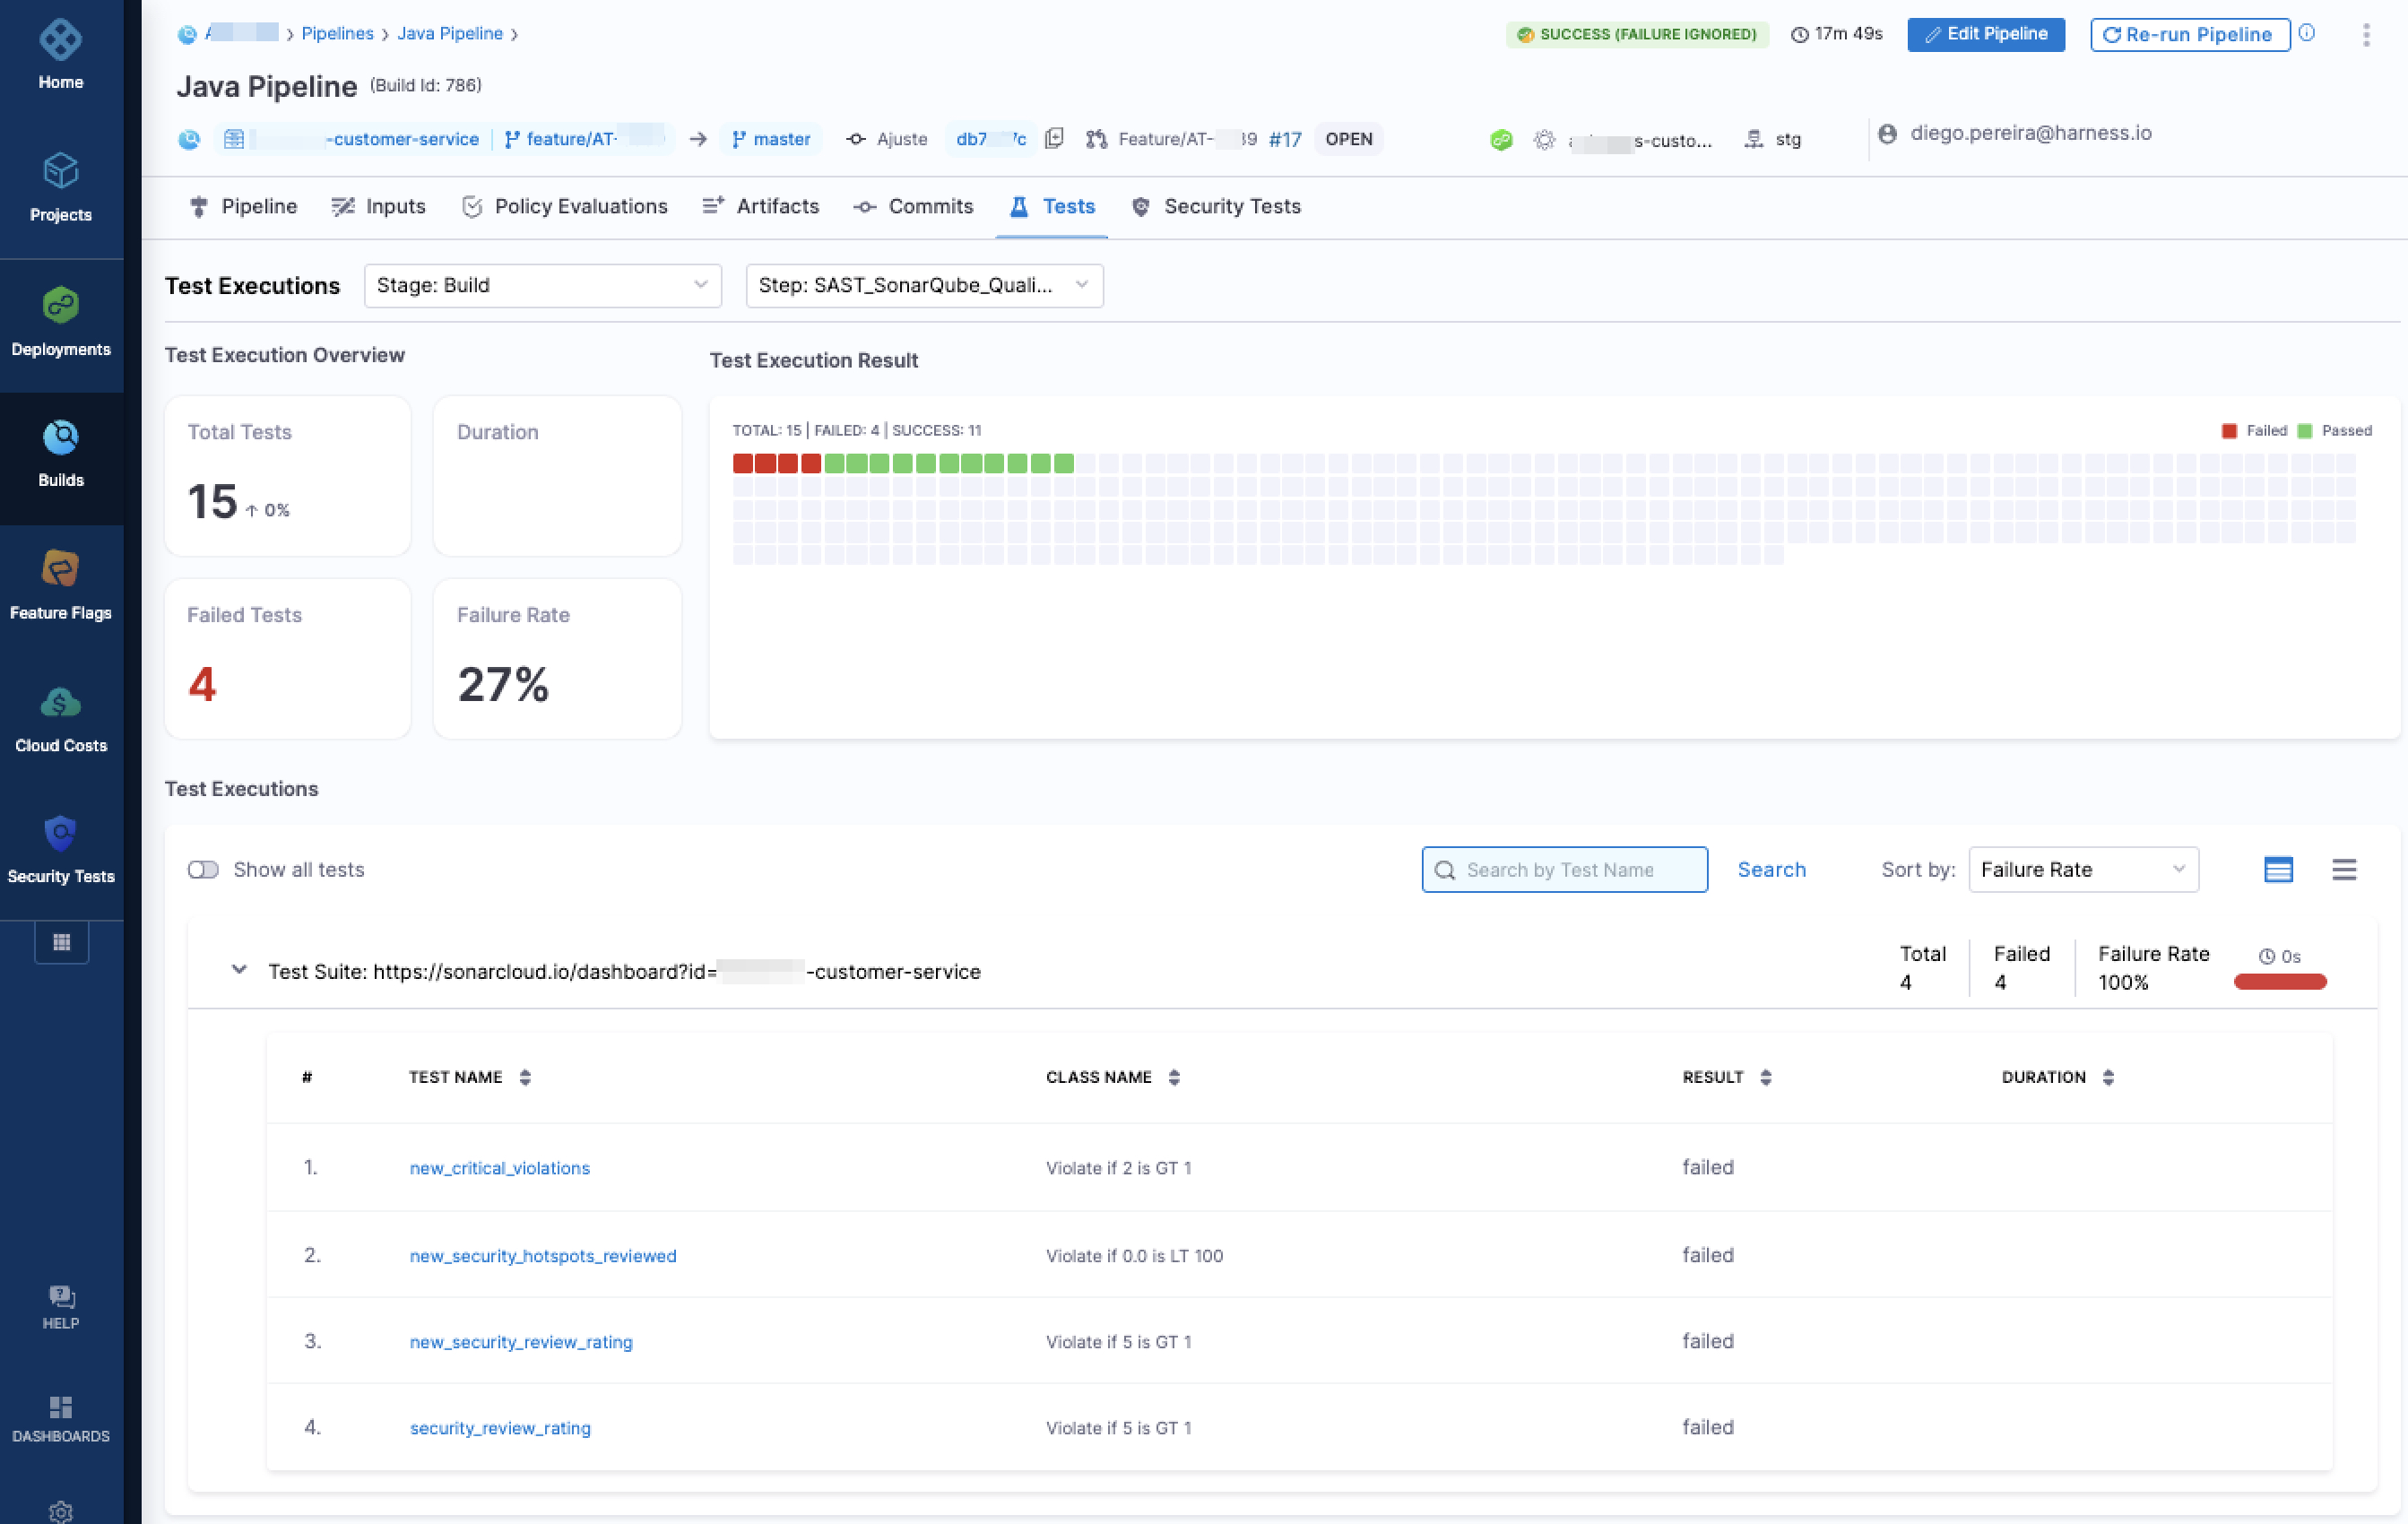 Home
Projects
Deployments
Builds
Feature Flags
Cloud Costs
Security Tests
HELP
DASHBOARDS
Pipelines > Java Pipeline >
SUCCESS (FAILURE IGNORED) 17m 49s Edit Pipeline Re-run Pipeline
Java Pipeline (Build Id: 786)
-customer-service feature/AT- → master Ajuste db7 7c Feature/AT- 39 #17 OPEN s-custo... stg diego.pereira@harness.io
Pipeline Inputs Policy Evaluations Artifacts Commits Tests Security Tests
Test Executions Stage: Build Step: SAST_SonarQube_Quali...
Test Execution Overview
Total Tests
15 ↑ 0%
Duration
Failed Tests
4
Failure Rate
27%
Test Execution Result
TOTAL: 15 | FAILED: 4 | SUCCESS: 11 Failed Passed
Test Executions
Show all tests Search by Test Name Search Sort by: Failure Rate
Test Suite: https://sonarcloud.io/dashboard?id= -customer-service
Total Failed Failure Rate 0s
4 4 100%
# TEST NAME CLASS NAME RESULT DURATION
1. new_critical_violations Violate if 2 is GT 1 failed
2. new_security_hotspots_reviewed Violate if 0.0 is LT 100 failed
3. new_security_review_rating Violate if 5 is GT 1 failed
4. security_review_rating Violate if 5 is GT 1 failed